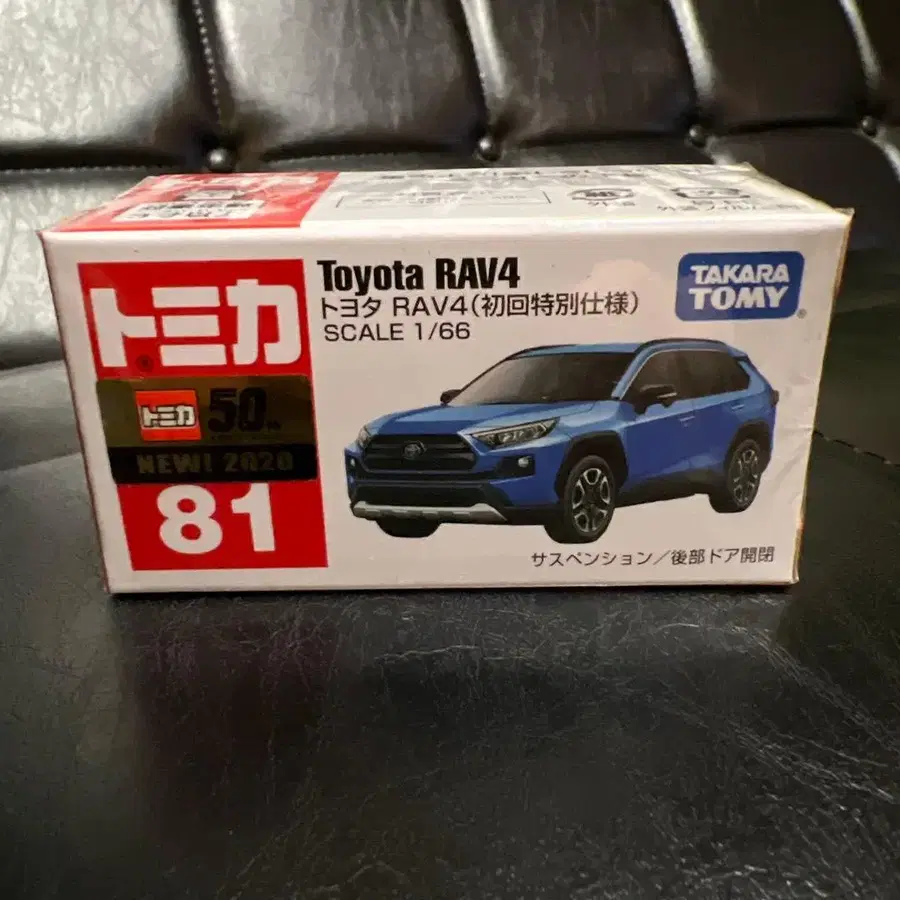 トミカ
Toyota RAV4
トヨタ RAV4(初回特別仕様)
SCALE 1/66
TAKARA
TOMY
トミカ
50
NEW! 2020
81
サスペンション/後部ドア開閉